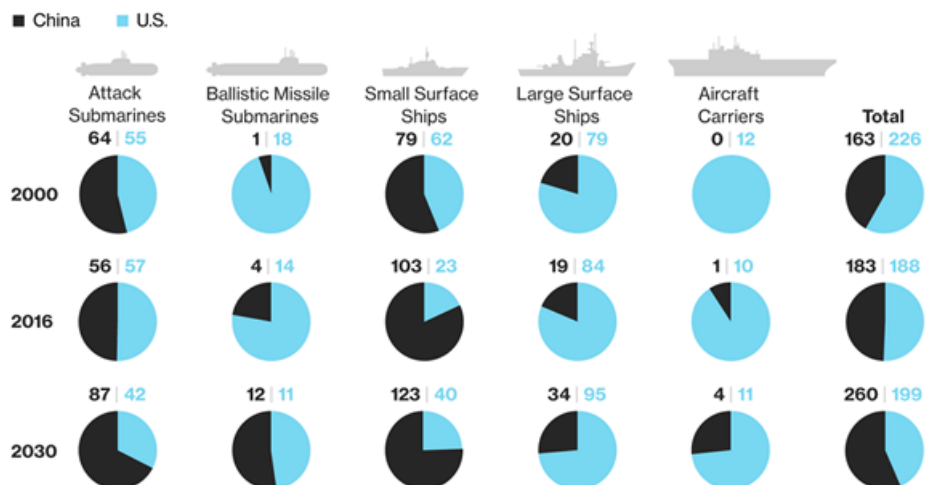 China U.S.
Attack Submarines
Ballistic Missile Submarines
Small Surface Ships
Large Surface Ships
Aircraft Carriers
Total
64 | 55 1 | 18 79 | 62 20 | 79 0 | 12 163 | 226
2000
56 | 57 4 | 14 103 | 23 19 | 84 1 | 10 183 | 188
2016
87 | 42 12 | 11 123 | 40 34 | 95 4 | 11 260 | 199
2030